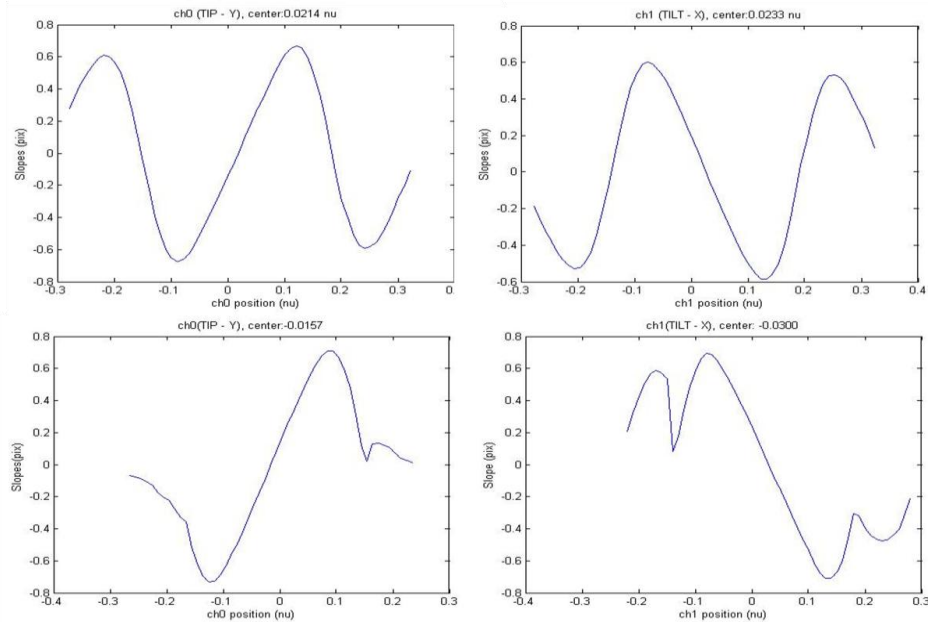 ch0 (TIP - Y), center:0.0214 nu
0.8
0.6
0.4
0.2
0
-0.2
-0.4
-0.6
-0.8
Slopes (pix)
-0.3 -0.2 -0.1 0 0.1 0.2 0.3 0.
ch0 position (nu)
ch1 (TILT - X), center:0.0233 nu
0.8
0.6
0.4
0.2
0
-0.2
-0.4
-0.6
Slopes (pix)
-0.3 -0.2 -0.1 0 0.1 0.2 0.3 0.4
ch1 position (nu)
ch0(TIP - Y), center:-0.0157
0.8
0.6
0.4
0.2
0
-0.2
-0.4
-0.6
-0.8
Slopes(pix)
-0.4 -0.3 -0.2 -0.1 0 0.1 0.2 0.3
ch0 position (nu)
ch1(TILT - X), center: -0.0300
0.8
0.6
0.4
0.2
0
-0.2
-0.4
-0.6
-0.8
Slope (pix)
-0.4 -0.3 -0.2 -0.1 0 0.1 0.2 0.3
ch1 position (nu)